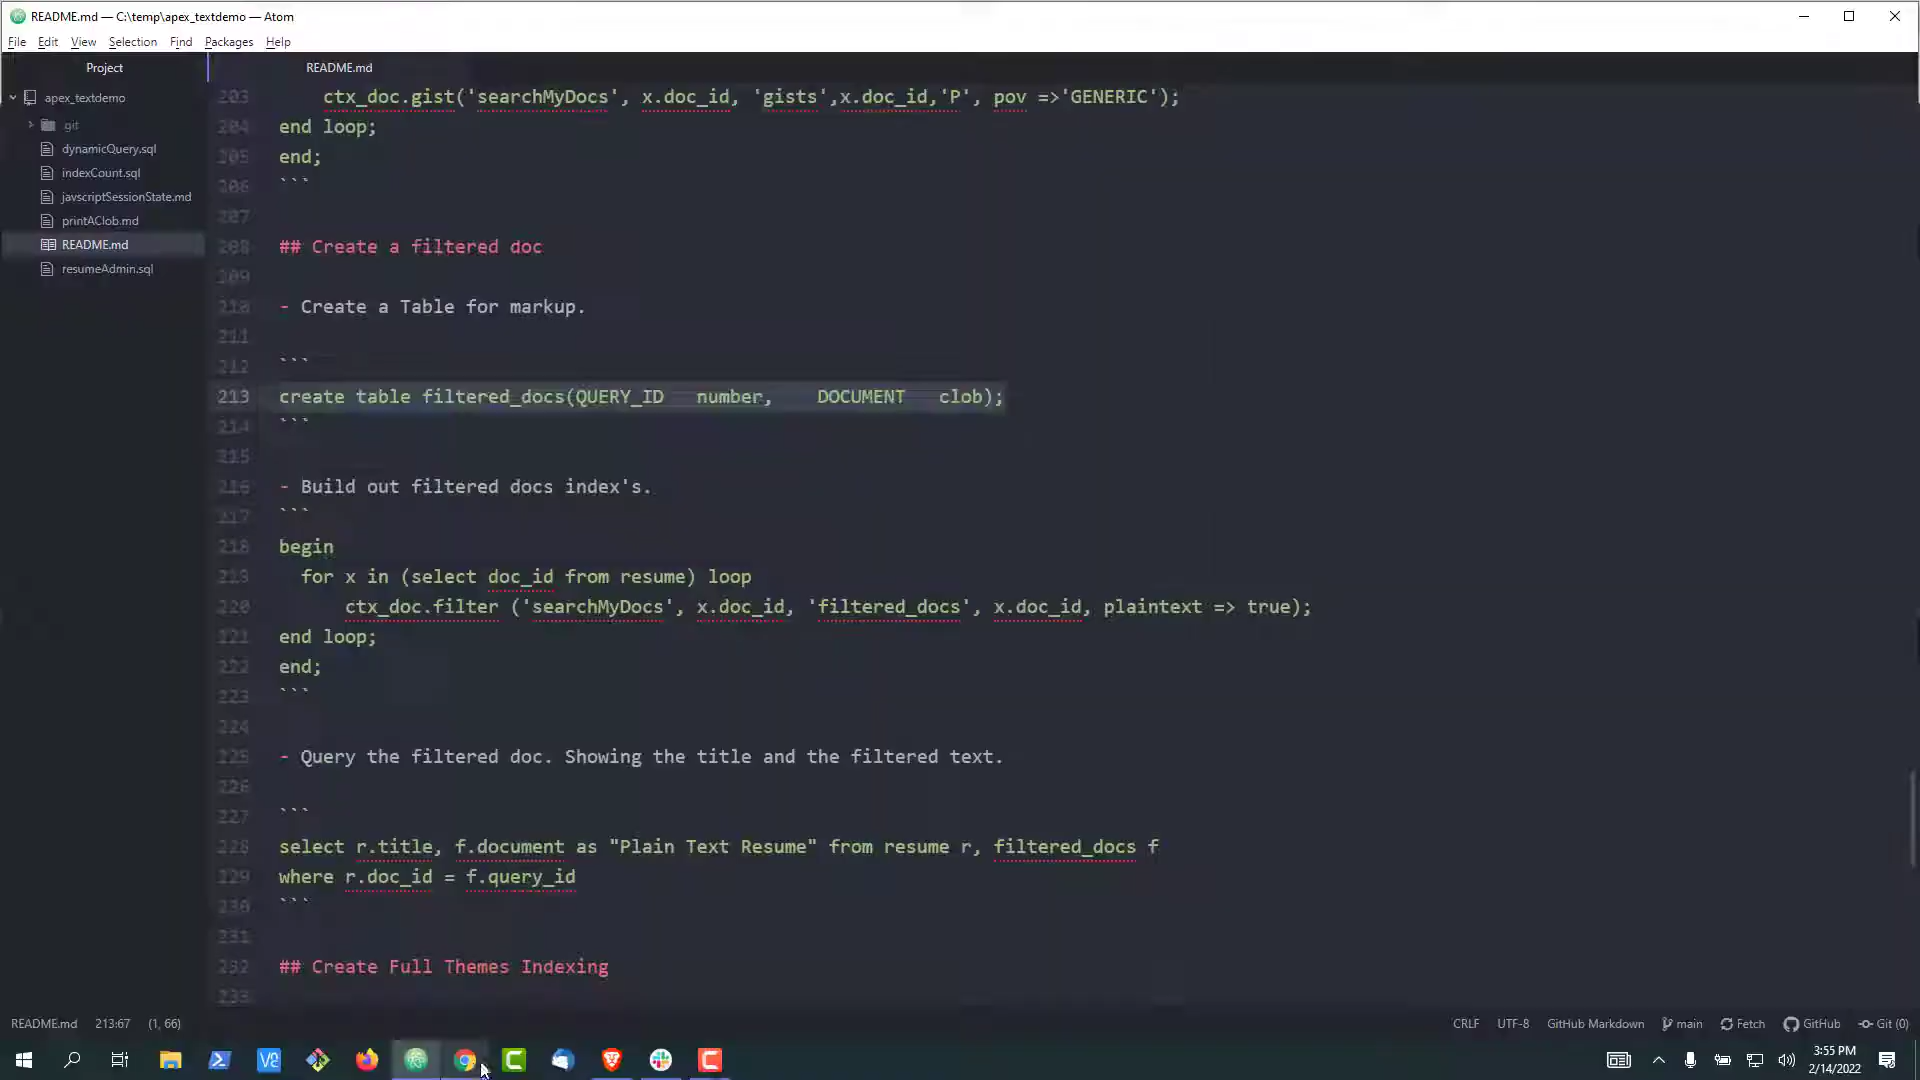 README.md — C:\temp\apex_textdemo — Atom
File Edit View Selection Find Packages Help
Project
README.md
apex_textdemo
git
dynamicQuery.sql
indexCount.sql
javscriptSessionState.md
printAClob.md
README.md
resumeAdmin.sql
203 ctx_doc.gist('searchMyDocs', x.doc_id, 'gists',x.doc_id,'P', pov =>'GENERIC');
204 end loop;
205 end;
206 ```
207
208 ## Create a filtered doc
209
210 - Create a Table for markup.
211
212 ```
213 create table filtered_docs(QUERY_ID number, DOCUMENT clob);
214 ```
215
216 - Build out filtered docs index's.
217 ```
218 begin
219 for x in (select doc_id from resume) loop
220 ctx_doc.filter ('searchMyDocs', x.doc_id, 'filtered_docs', x.doc_id, plaintext => true);
221 end loop;
222 end;
223 ```
224
225 - Query the filtered doc. Showing the title and the filtered text.
226
227 ```
228 select r.title, f.document as "Plain Text Resume" from resume r, filtered_docs f
229 where r.doc_id = f.query_id
230 ```
231
232 ## Create Full Themes Indexing
233
README.md 213:67 (1, 66)
CRLF UTF-8 GitHub Markdown main Fetch GitHub Git (0)
3:55 PM
2/14/2022